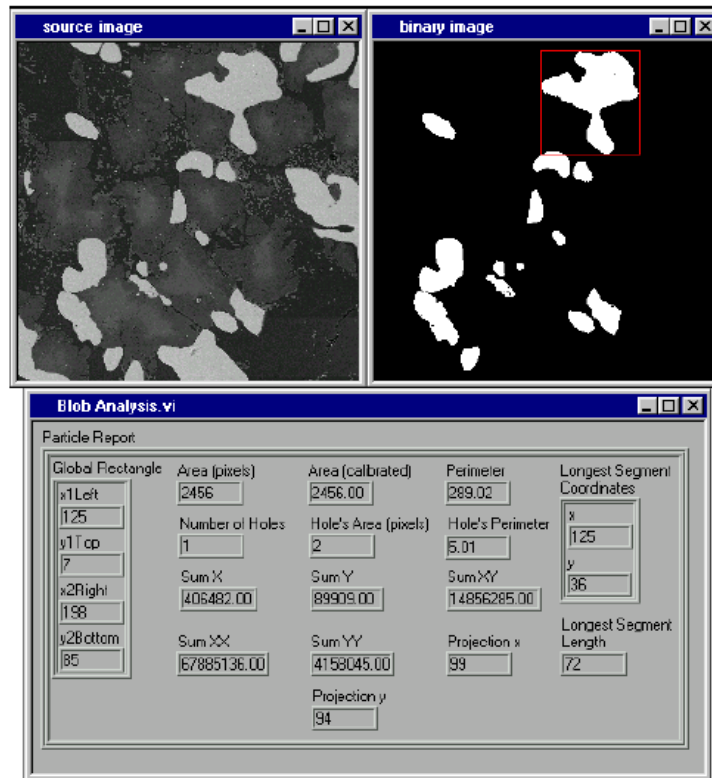 source image
binary image
Blob Analysis.vi
Particle Report
Global Rectangle
x1Left
125
y1Top
7
x2Right
198
y2Bottom
85
Area (pixels)
2456
Area (calibrated)
2456.00
Perimeter
289.02
Longest Segment
Coordinates
x
125
y
36
Number of Holes
1
Hole's Area (pixels)
2
Hole's Perimeter
5.01
Sum X
406482.00
Sum Y
89909.00
Sum XY
14856285.00
Sum XX
67885136.00
Sum YY
4158045.00
Projection x
99
Longest Segment
Length
72
Projection y
94